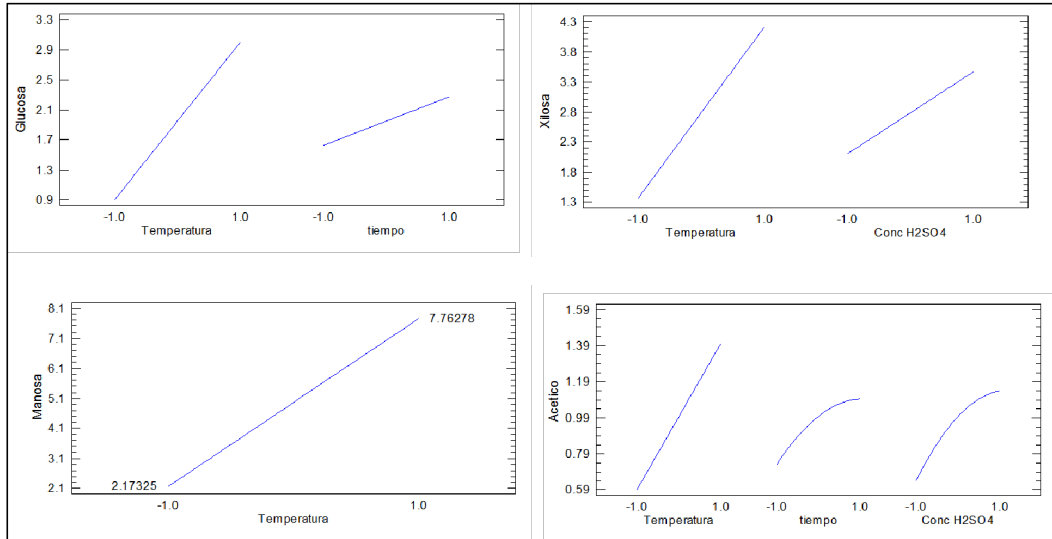 Glucosa
3.3
2.9
2.5
2.1
1.7
1.3
0.9
-1.0 1.0 -1.0 1.0
Temperatura tiempo
Xilosa
4.3
3.8
3.3
2.8
2.3
1.8
1.3
-1.0 1.0 -1.0 1.0
Temperatura Conc H2SO4
Manosa
8.1
7.1
6.1
5.1
4.1
3.1
2.1
7.76278
2.17325
-1.0 1.0
Temperatura
Acetico
1.59
1.39
1.19
0.99
0.79
0.59
-1.0 1.0 -1.0 1.0 -1.0 1.0
Temperatura tiempo Conc H2SO4